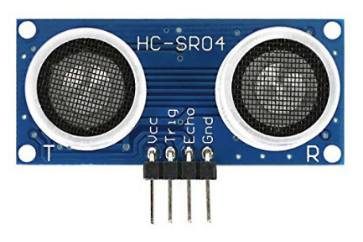 HC-SR04
Vcc
Trig
Echo
Gnd
T
R